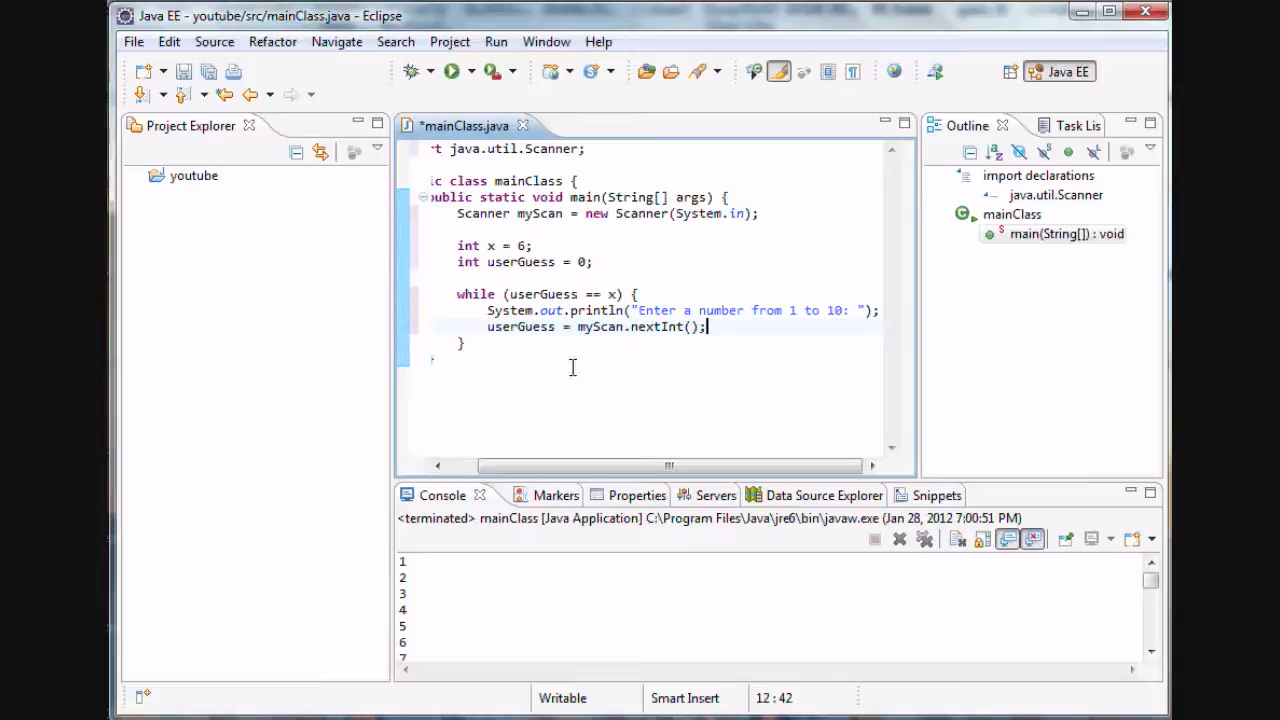 Java EE - youtube/src/mainClass.java - Eclipse
File Edit Source Refactor Navigate Search Project Run Window Help
Java EE
Project Explorer
youtube
*mainClass.java
t java.util.Scanner;
ic class mainClass {
public static void main(String[] args) {
Scanner myScan = new Scanner(System.in);
int x = 6;
int userGuess = 0;
while (userGuess == x) {
System.out.println("Enter a number from 1 to 10: ");
userGuess = myScan.nextInt();
}
}
Outline Task Lis
import declarations
java.util.Scanner
mainClass
main(String[]) : void
Console Markers Properties Servers Data Source Explorer Snippets
<terminated> mainClass [Java Application] C:\Program Files\Java\jre6\bin\javaw.exe (Jan 28, 2012 7:00:51 PM)
1
2
3
4
5
6
7
Writable Smart Insert 12 : 42